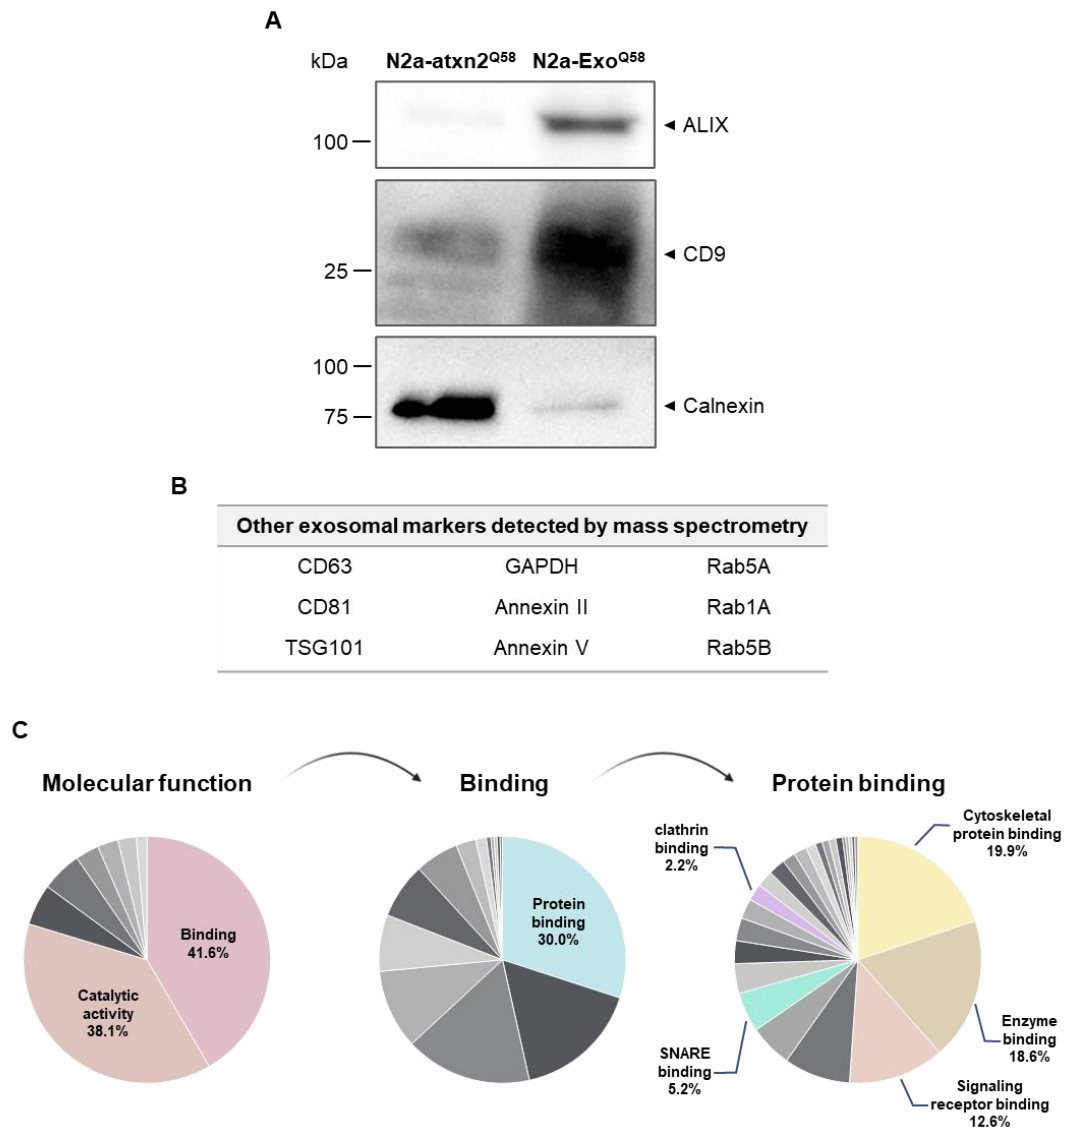 A
kDa N2a-atxn2Q58 N2a-ExoQ58
100 ALIX
25 CD9
100
75 Calnexin
B
Other exosomal markers detected by mass spectrometry
CD63 GAPDH Rab5A
CD81 Annexin II Rab1A
TSG101 Annexin V Rab5B
C
Molecular function Binding Protein binding
Binding
41.6%
Catalytic
activity
38.1%
Protein
binding
30.0%
clathrin
binding
2.2%
Cytoskeletal
protein binding
19.9%
Enzyme
binding
18.6%
SNARE
binding
5.2%
Signaling
receptor binding
12.6%